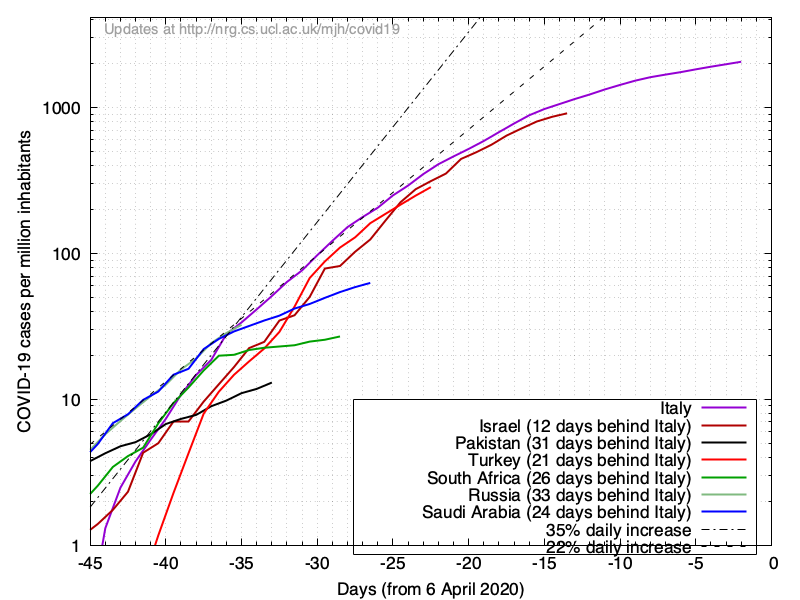 Updates at http://nrg.cs.ucl.ac.uk/mjh/covid19
COVID-19 cases per million inhabitants
1000
100
10
1
Italy
Israel (12 days behind Italy)
Pakistan (31 days behind Italy)
Turkey (21 days behind Italy)
South Africa (26 days behind Italy)
Russia (33 days behind Italy)
Saudi Arabia (24 days behind Italy)
35% daily increase
22% daily increase
-45 -40 -35 -30 -25 -20 -15 -10 -5 0
Days (from 6 April 2020)